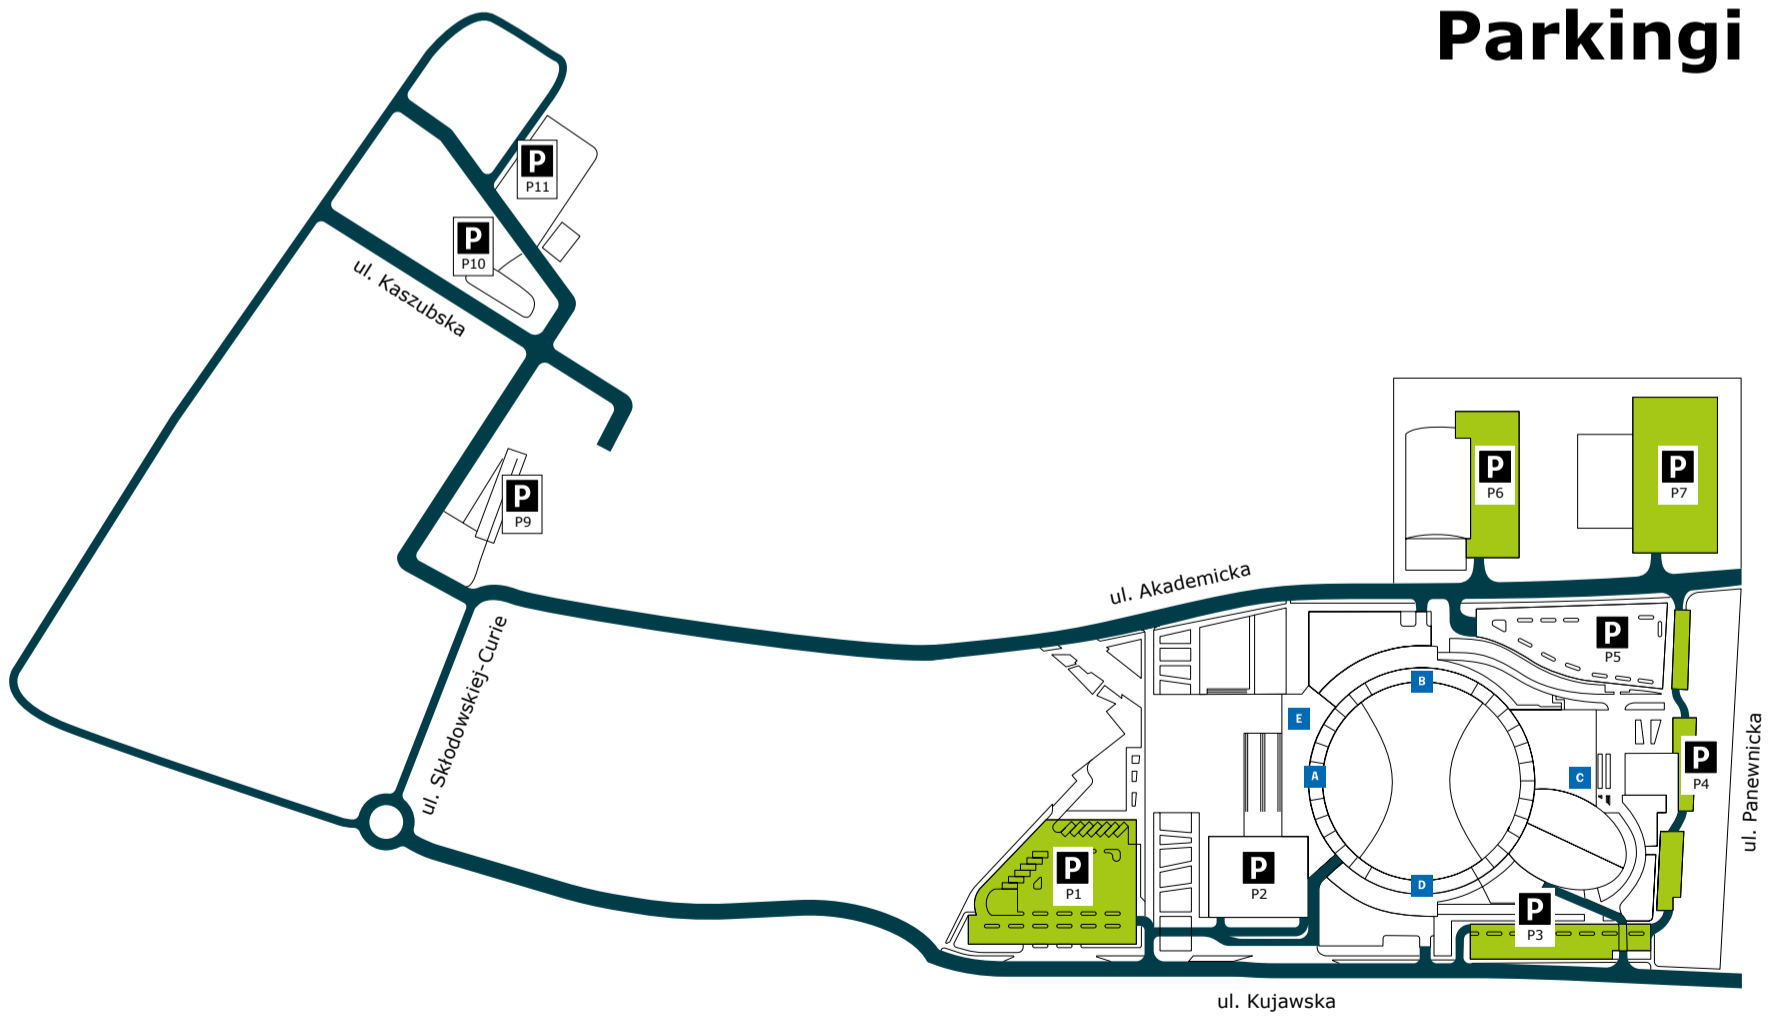 Parkingi
P
P11
P
P10
ul. Kaszubska
P
P9
P
P6
P
P7
ul. Akademicka
ul. Skłodowskiej-Curie
P
P5
B
E
A
C
P
P4
ul. Panewnicka
P
P1
P
P2
D
P
P3
ul. Kujawska